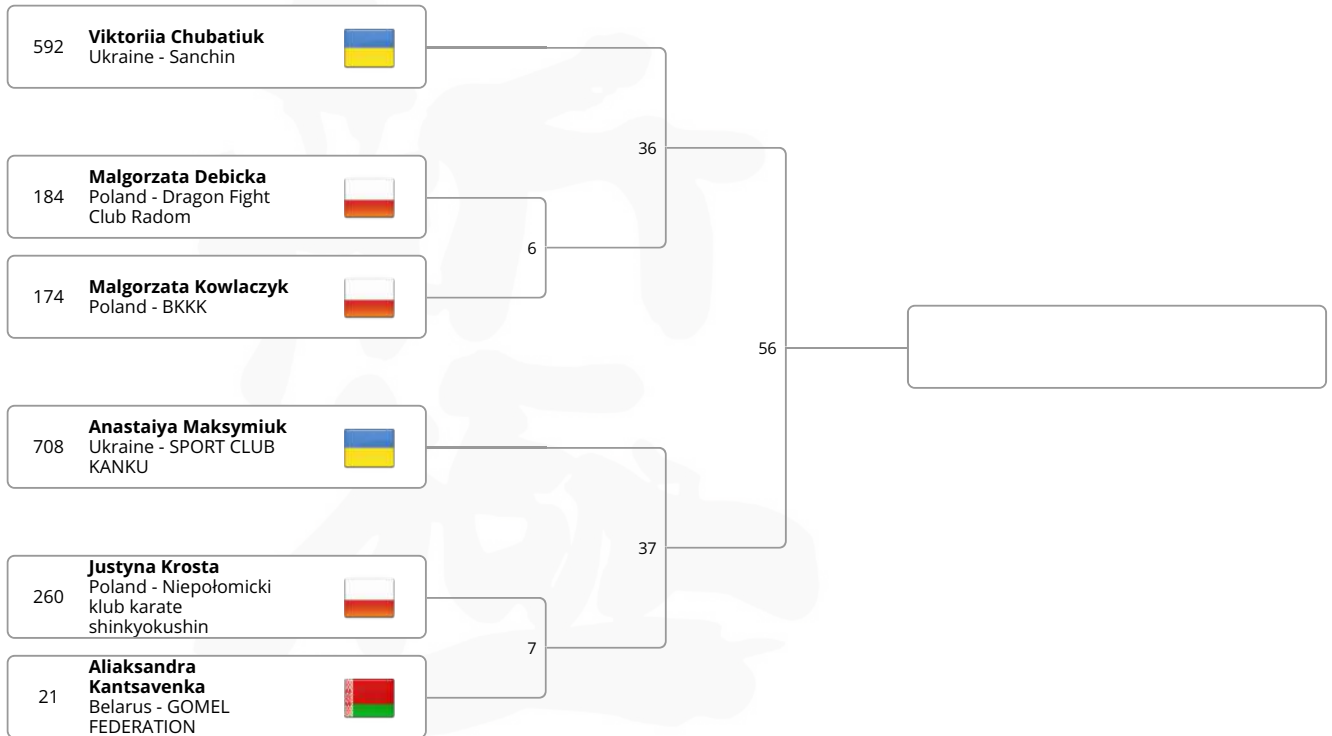 592
Viktoriia Chubatiuk
Ukraine - Sanchin
36
184
Malgorzata Debicka
Poland - Dragon Fight
Club Radom
6
174
Malgorzata Kowlaczyk
Poland - BKKK
56
708
Anastaiya Maksymiuk
Ukraine - SPORT CLUB
KANKU
37
260
Justyna Krosta
Poland - Niepołomicki
klub karate
shinkyokushin
7
21
Aliaksandra
Kantsavenka
Belarus - GOMEL
FEDERATION